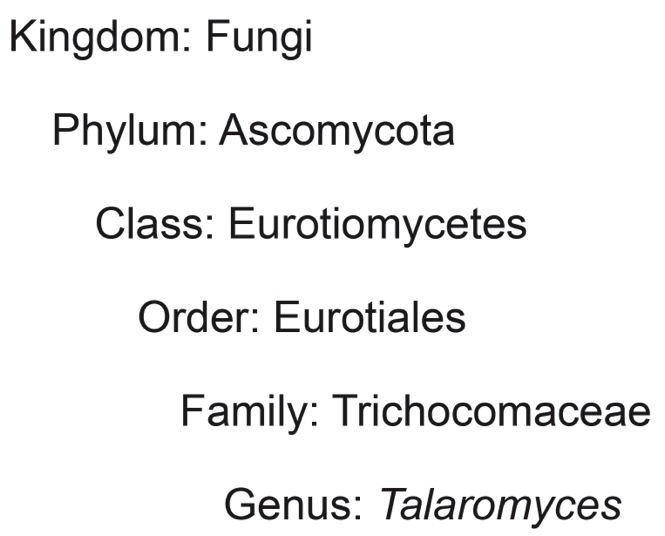 Kingdom: Fungi
Phylum: Ascomycota
Class: Eurotiomycetes
Order: Eurotiales
Family: Trichocomaceae
Genus: Talaromyces